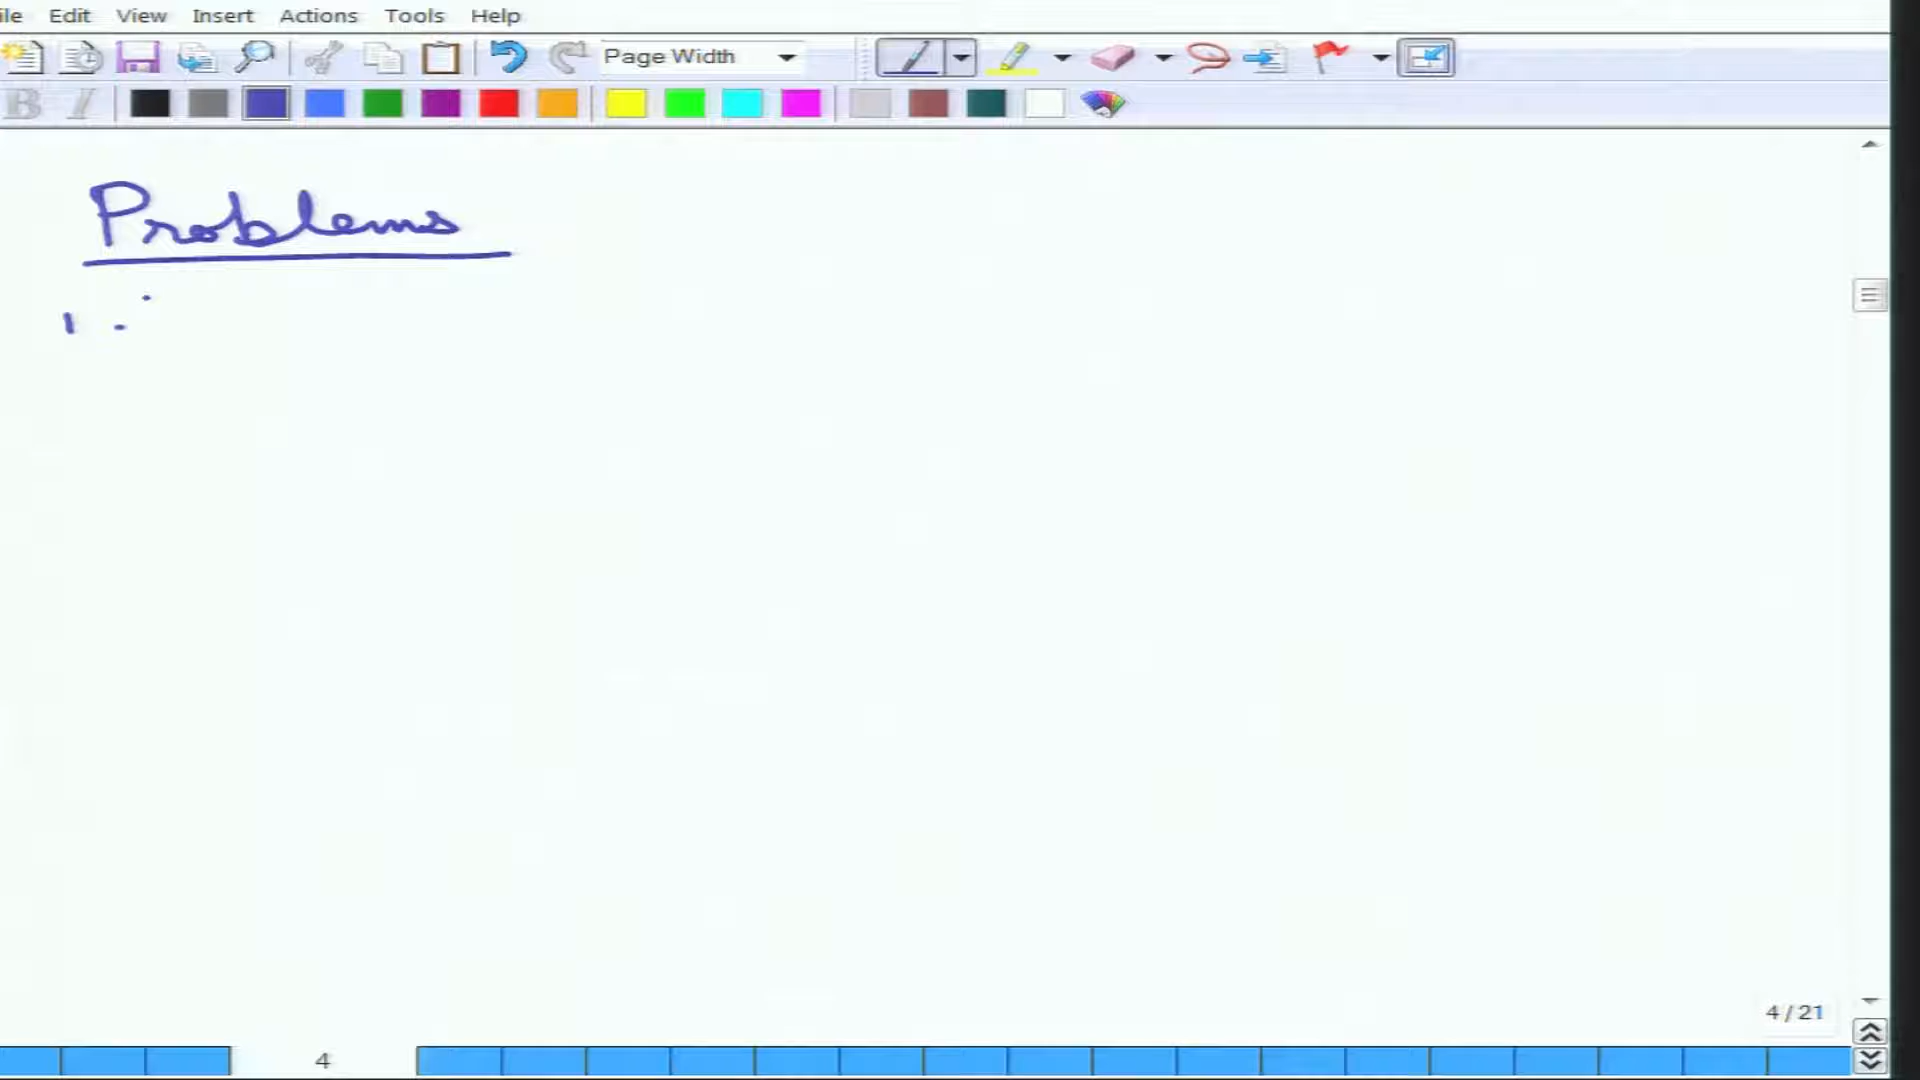 ile Edit View Insert Actions Tools Help
Page Width
B I
Problems
1.
4 / 21
4